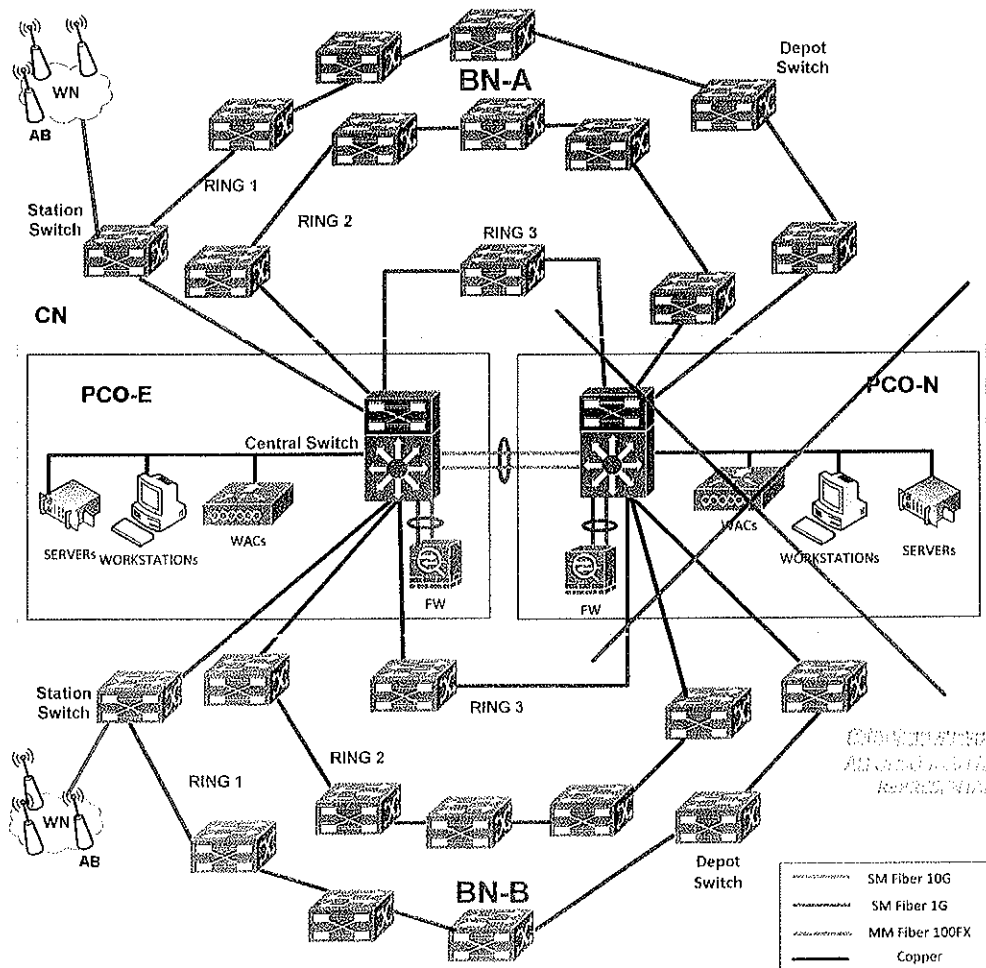 BN-A
Depot
Switch
WN
AB
RING 1
Station
Switch
RING 2
RING 3
CN
PCO-E
PCO-N
Central Switch
SERVERs
WORKSTATIONs
WACs
FW
FW
WACs
WORKSTATIONs
SERVERs
Station
Switch
RING 3
RING 2
RING 1
WN
AB
Depot
Switch
BN-B
SM Fiber 10G
SM Fiber 1G
MM Fiber 100FX
Copper